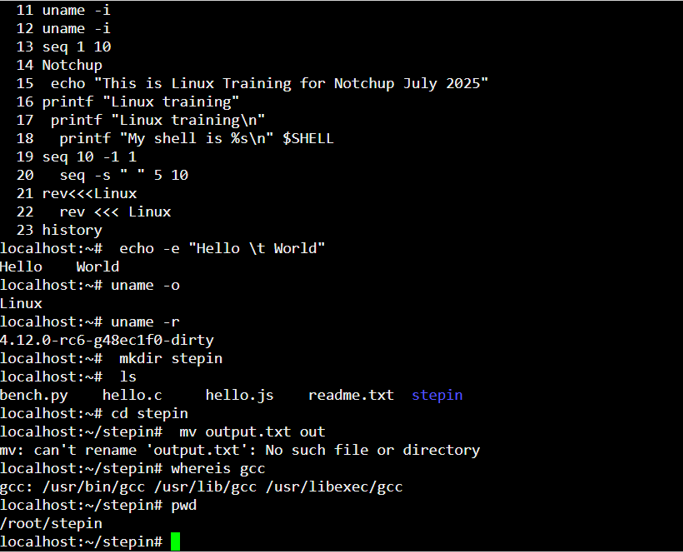 11 uname -i
12 uname -i
13 seq 1 10
14 Notchup
15  echo "This is Linux Training for Notchup July 2025"
16 printf "Linux training"
17  printf "Linux training\n"
18   printf "My shell is %s\n" $SHELL
19 seq 10 -1 1
20   seq -s " " 5 10
21 rev<<<Linux
22   rev <<< Linux
23 history
localhost:~#  echo -e "Hello \t World"
Hello    World
localhost:~# uname -o
Linux
localhost:~# uname -r
4.12.0-rc6-g48ec1f0-dirty
localhost:~#  mkdir stepin
localhost:~#  ls
bench.py    hello.c     hello.js    readme.txt  stepin
localhost:~# cd stepin
localhost:~/stepin#  mv output.txt out
mv: can't rename 'output.txt': No such file or directory
localhost:~/stepin# whereis gcc
gcc: /usr/bin/gcc /usr/lib/gcc /usr/libexec/gcc
localhost:~/stepin# pwd
/root/stepin
localhost:~/stepin#